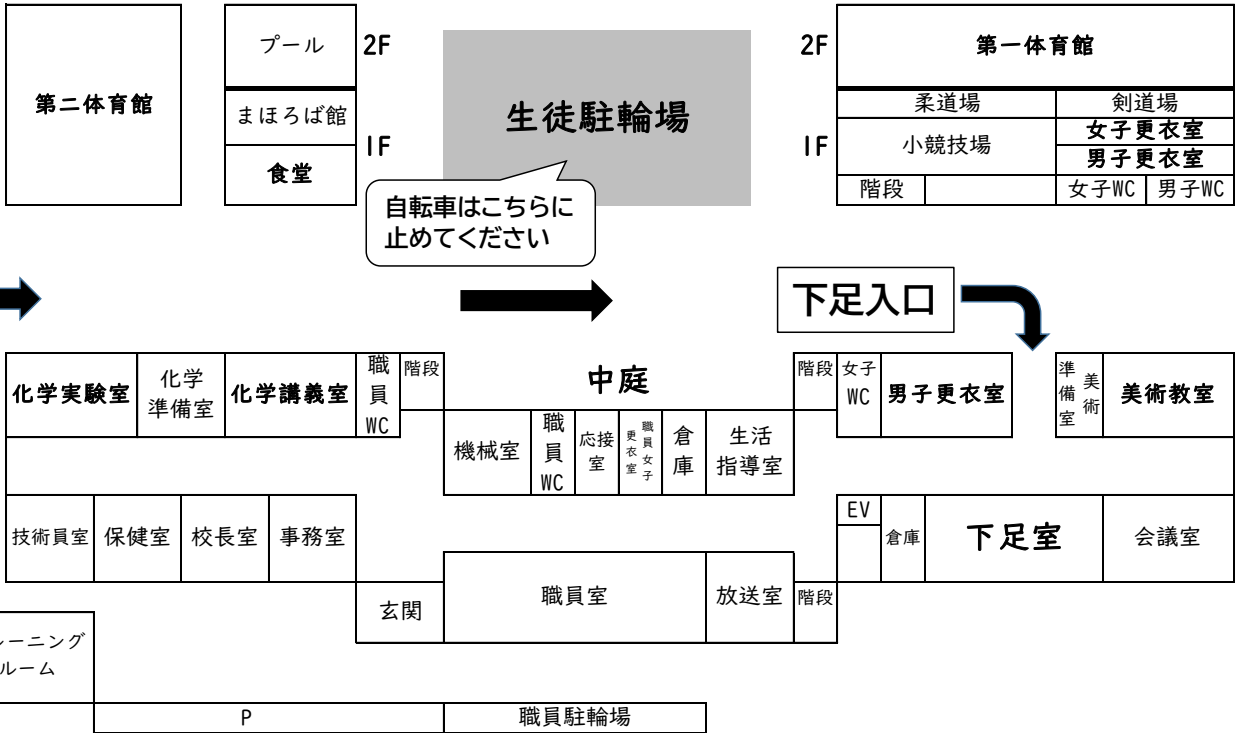 プール
2F
2F
第一体育館
第二体育館
まほろば館
生徒駐輪場
柔道場
剣道場
1F
1F
小競技場
女子更衣室
食堂
男子更衣室
階段
女子WC
男子WC
自転車はこちらに
止めてください
下足入口
化学実験室
化学
準備室
化学講義室
職
員
WC
階段
中庭
階段
女子
WC
男子更衣室
美術
準備室
美術教室
機械室
職
員
WC
応接
室
職員女子
更衣室
倉
庫
生活
指導室
技術員室
保健室
校長室
事務室
EV
倉庫
下足室
会議室
玄関
職員室
放送室
階段
レーニング
ルーム
P
職員駐輪場